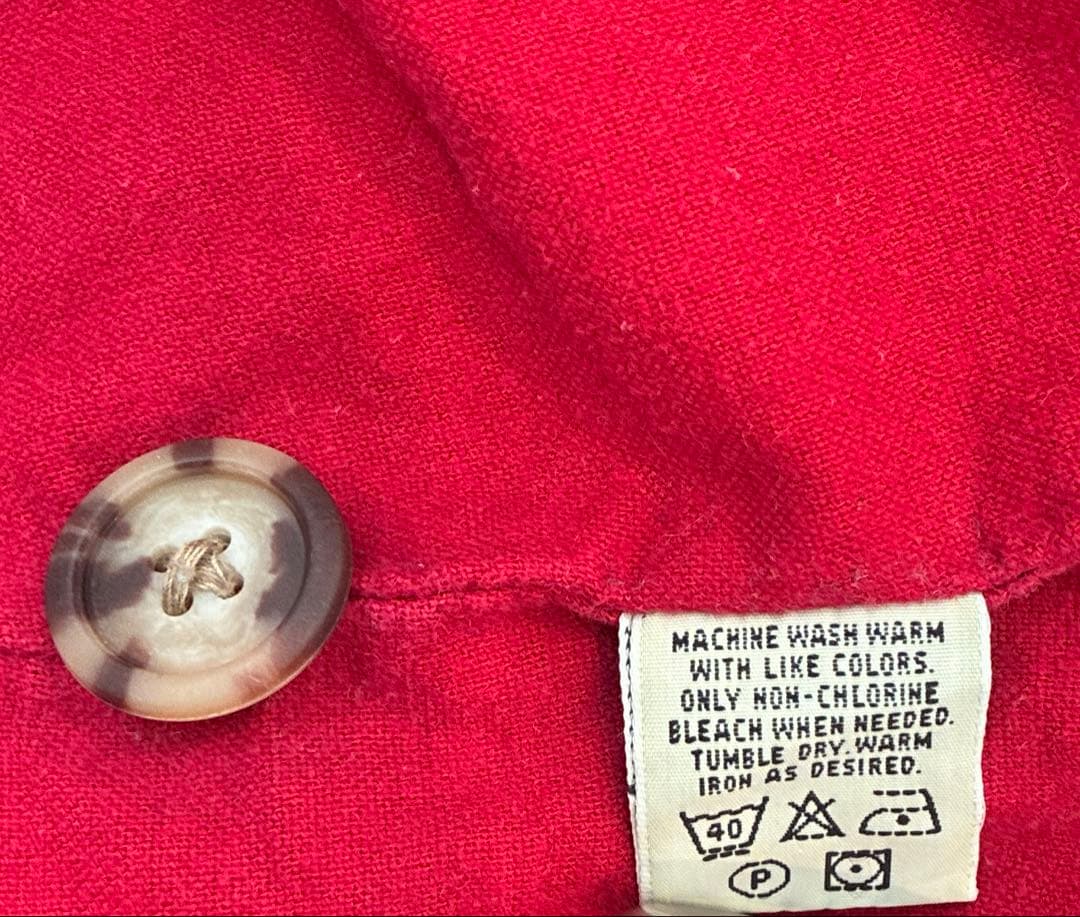 MACHINE WASH WARM
WITH LIKE COLORS.
ONLY NON-CHLORINE
BLEACH WHEN NEEDED.
TUMBLE DRY. WARM
IRON AS DESIRED.
40
P